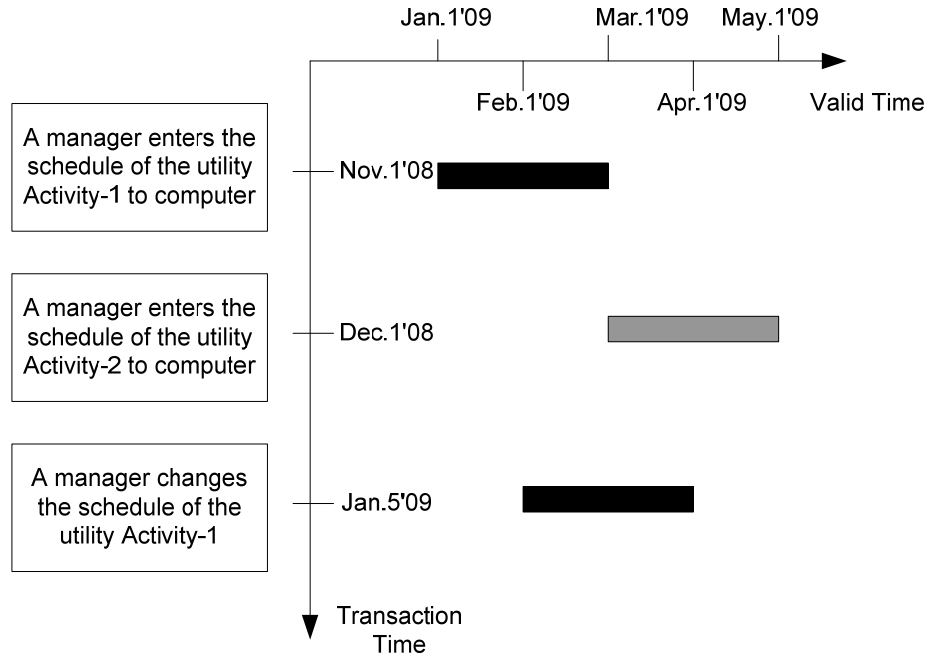 Jan.1'09
Mar.1'09
May.1'09
Feb.1'09
Apr.1'09
Valid Time
A manager enters the
schedule of the utility
Activity-1 to computer
Nov.1'08
A manager enters the
schedule of the utility
Activity-2 to computer
Dec.1'08
A manager changes
the schedule of the
utility Activity-1
Jan.5'09
Transaction
Time